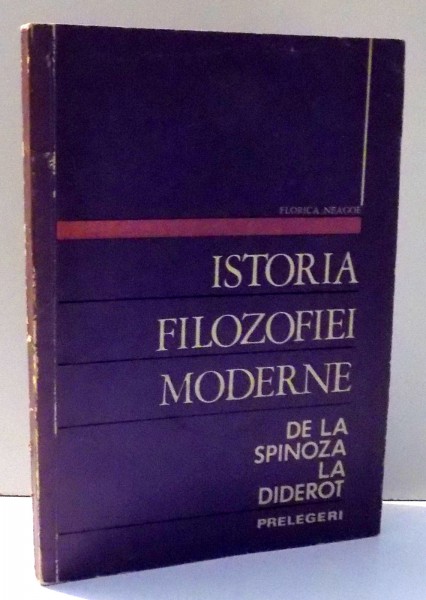 FLORICA NEAGOE
ISTORIA
FILOZOFIEI
MODERNE
DE LA
SPINOZA
LA
DIDEROT
PRELEGERI